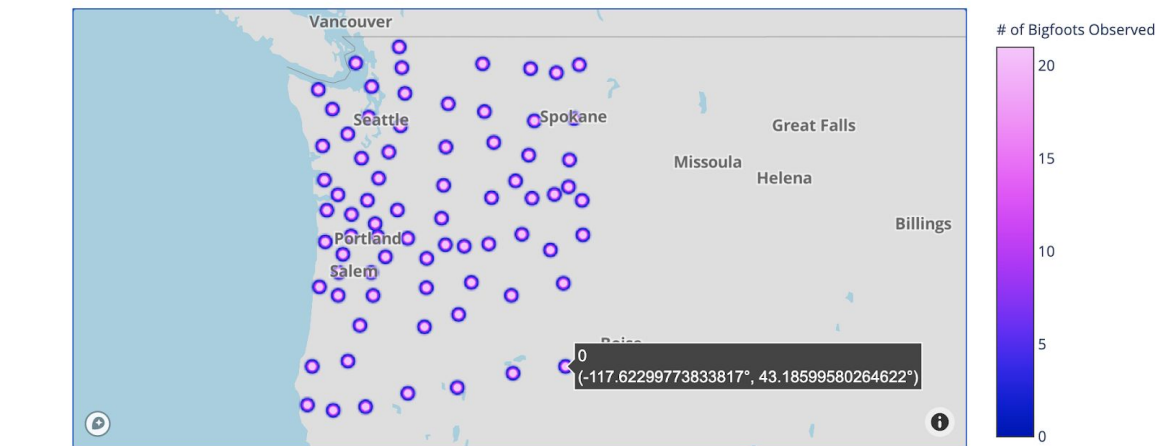 Vancouver
# of Bigfoots Observed
20
Seattle
Spokane
Great Falls
15
Missoula
Helena
Billings
10
Portland
Salem
5
Boise
0
(-117.62299773833817°, 43.18599580264622°)
0